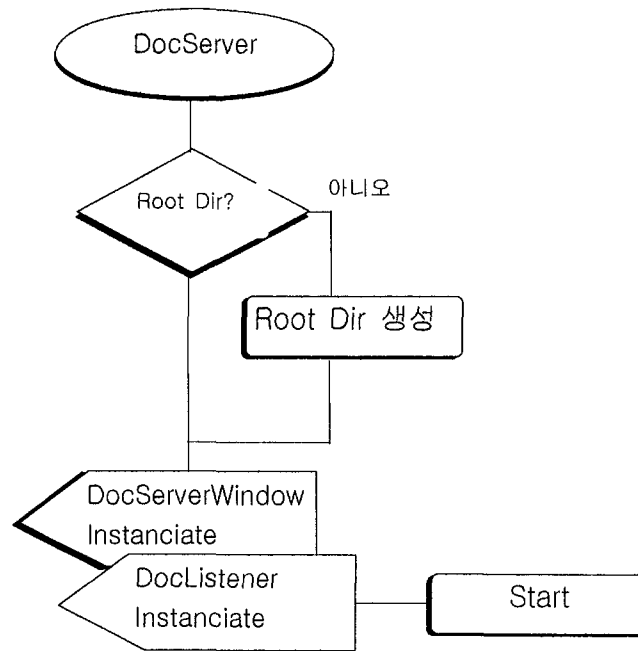 DocServer
Root Dir?
아니오
Root Dir 생성
DocServerWindow
Instanciate
DocListener
Instanciate
Start